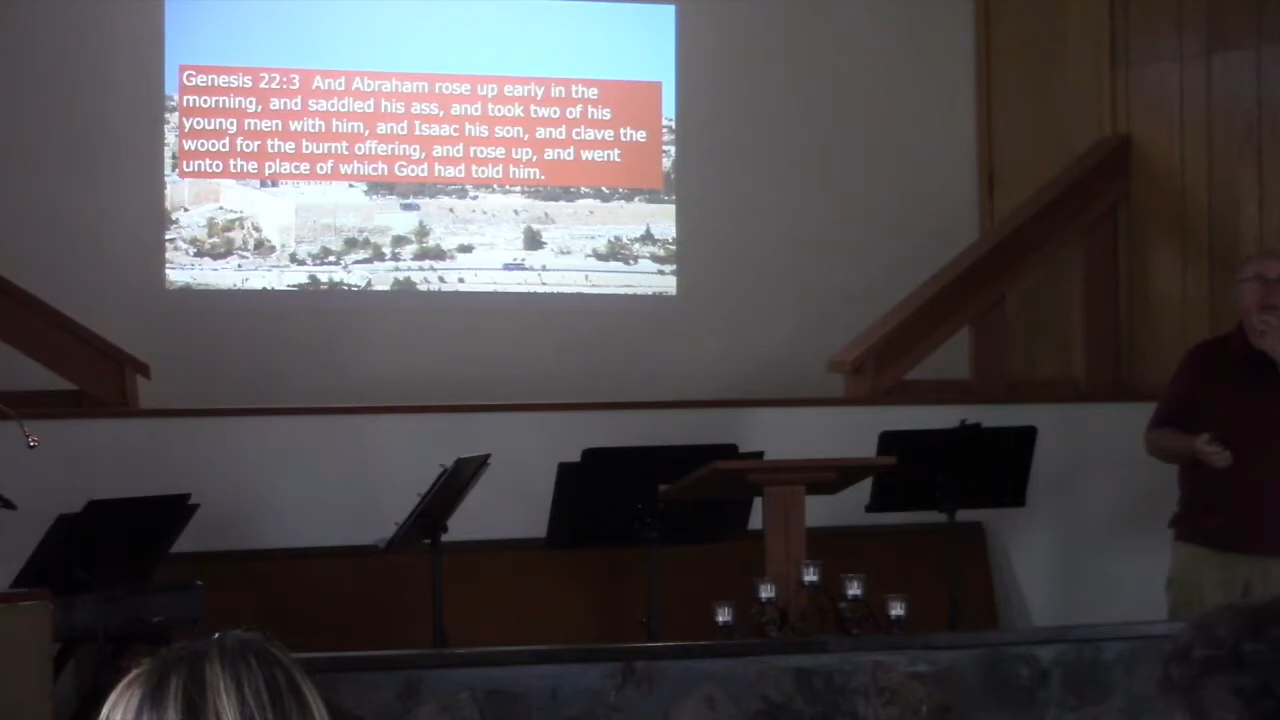 Genesis 22:3 And Abraham rose up early in the
morning, and saddled his ass, and took two of his
young men with him, and Isaac his son, and clave the
wood for the burnt offering, and rose up, and went
unto the place of which God had told him.